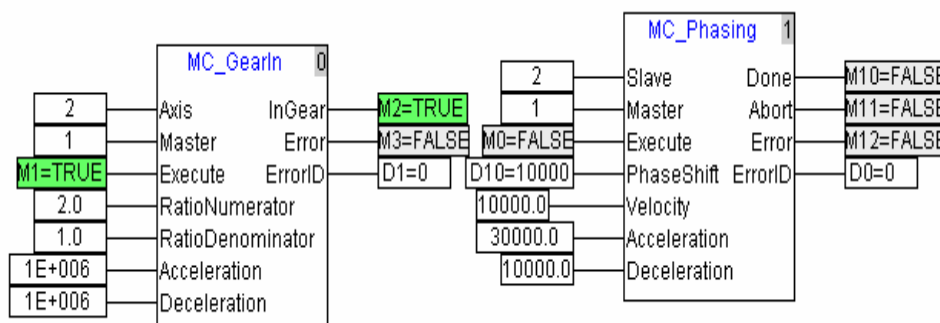 MC_GearIn 0
2 Axis InGear M2=TRUE
1 Master Error M3=FALSE
M1=TRUE Execute ErrorID D1=0
2.0 RatioNumerator
1.0 RatioDenominator
1E+006 Acceleration
1E+006 Deceleration
MC_Phasing 1
2 Slave Done M10=FALSE
1 Master Abort M11=FALSE
M0=FALSE Execute Error M12=FALSE
D10=10000 PhaseShift ErrorID D0=0
10000.0 Velocity
30000.0 Acceleration
10000.0 Deceleration